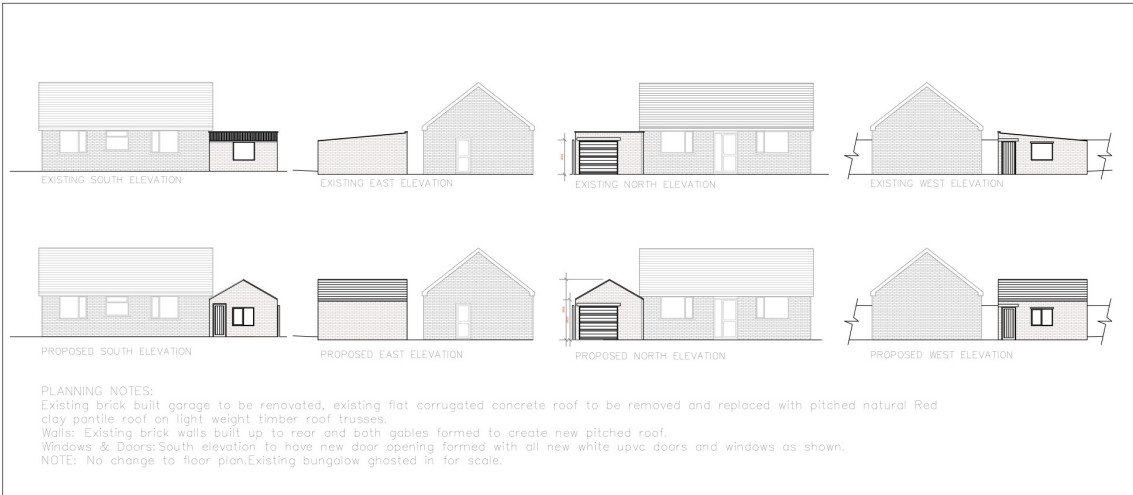 EXISTING SOUTH ELEVATION
EXISTING EAST ELEVATION
EXISTING NORTH ELEVATION
EXISTING WEST ELEVATION
PROPOSED SOUTH ELEVATION
PROPOSED EAST ELEVATION
PROPOSED NORTH ELEVATION
PROPOSED WEST ELEVATION
PLANNING NOTES:
Existing brick built garage to be renovated, existing flat corrugated concrete roof to be removed and replaced with pitched natural Red
clay pantile roof on light weight timber roof trusses.
Walls: Existing brick walls built up to rear and both gables formed to create new pitched roof.
Windows & Doors: South elevation to have new door opening formed with all new white upvc doors and windows as shown.
NOTE: No change to floor plan.Existing bungalow ghosted in for scale.